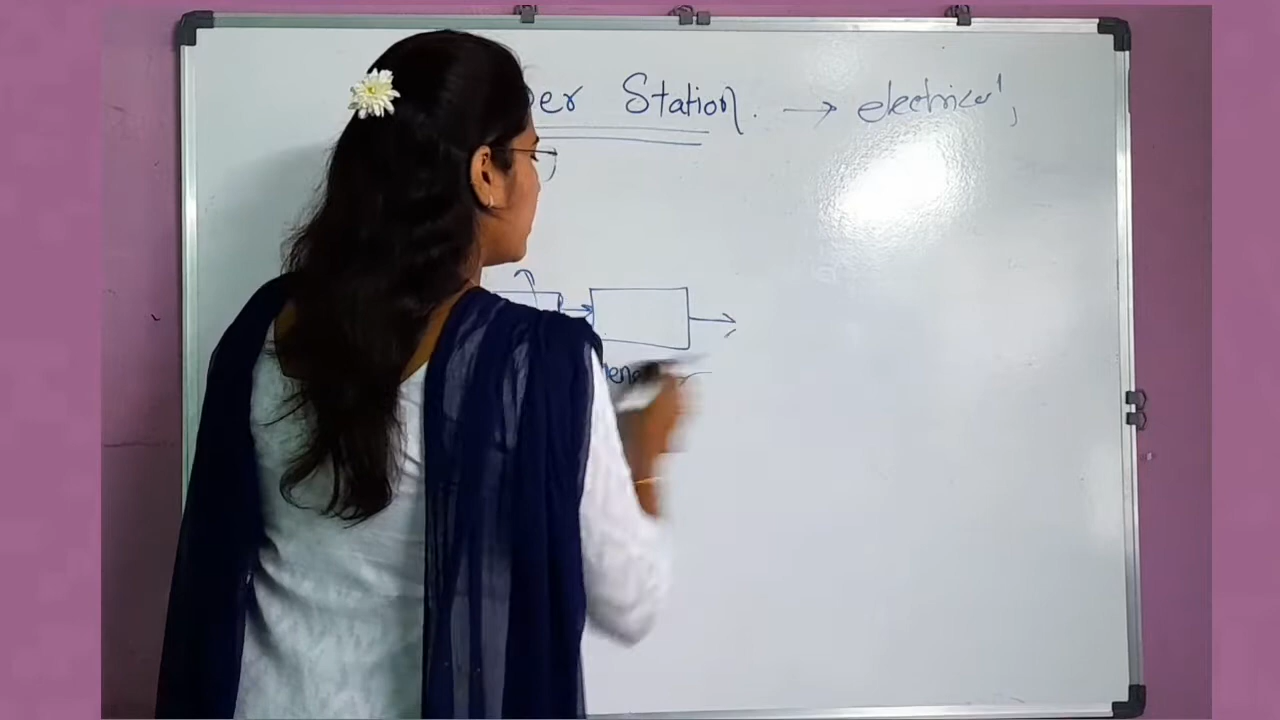 er Station. → electrical,